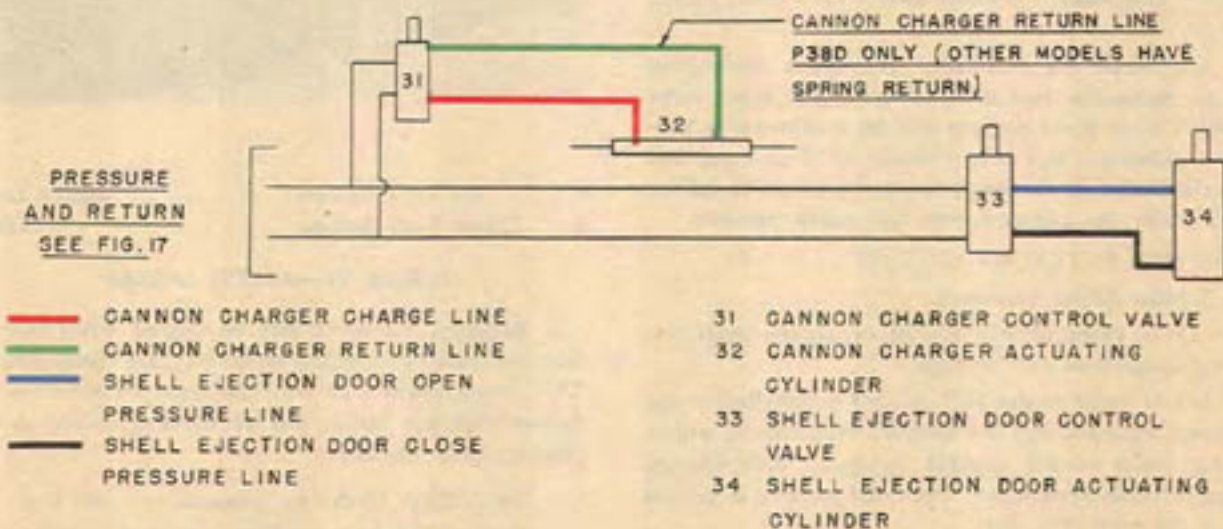 CANNON CHARGER RETURN LINE
P38D ONLY (OTHER MODELS HAVE
SPRING RETURN)
31
32
33
34
PRESSURE
AND RETURN
SEE FIG. 17
CANNON CHARGER CHARGE LINE
CANNON CHARGER RETURN LINE
SHELL EJECTION DOOR OPEN
PRESSURE LINE
SHELL EJECTION DOOR CLOSE
PRESSURE LINE
31 CANNON CHARGER CONTROL VALVE
32 CANNON CHARGER ACTUATING
CYLINDER
33 SHELL EJECTION DOOR CONTROL
VALVE
34 SHELL EJECTION DOOR ACTUATING
CYLINDER